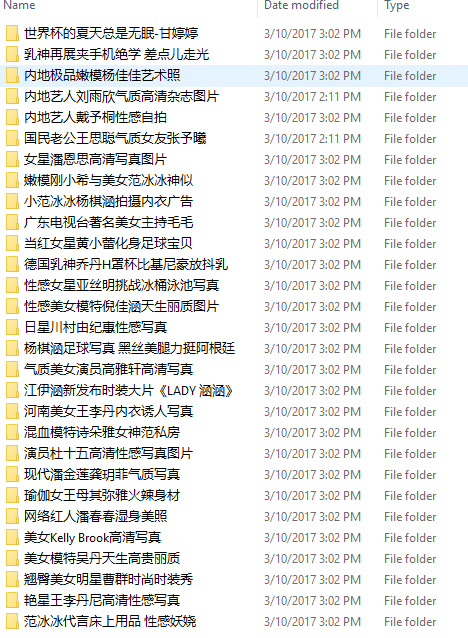 Name Date modified Type
世界杯的夏天总是无眠-甘婷婷 3/10/2017 3:02 PM File folder
乳神再展夹手机绝学 差点儿走光 3/10/2017 3:02 PM File folder
内地极品嫩模杨佳佳艺术照 3/10/2017 3:02 PM File folder
内地艺人刘雨欣气质高清杂志图片 3/10/2017 2:11 PM File folder
内地艺人戴予桐性感自拍 3/10/2017 3:02 PM File folder
国民老公王思聪气质女友张予曦 3/10/2017 2:11 PM File folder
女星潘恩思高清写真图片 3/10/2017 3:02 PM File folder
嫩模刚小希与美女范冰冰神似 3/10/2017 3:02 PM File folder
小范冰冰杨棋涵拍摄内衣广告 3/10/2017 3:02 PM File folder
广东电视台著名美女主持毛毛 3/10/2017 3:02 PM File folder
当红女星黄小蕾化身足球宝贝 3/10/2017 3:02 PM File folder
德国乳神乔丹H罩杯比基尼豪放抖乳 3/10/2017 3:02 PM File folder
性感女星亚丝明挑战冰桶泳池写真 3/10/2017 3:02 PM File folder
性感美女模特倪佳涵天生丽质图片 3/10/2017 3:02 PM File folder
日星川村由纪惠性感写真 3/10/2017 3:02 PM File folder
杨棋涵足球写真 黑丝美腿力挺阿根廷 3/10/2017 3:02 PM File folder
气质美女演员高雅轩高清写真 3/10/2017 3:02 PM File folder
江伊涵新发布时装大片《LADY 涵涵》 3/10/2017 3:02 PM File folder
河南美女王李丹内衣诱人写真 3/10/2017 3:02 PM File folder
混血模特诗朵雅女神范私房 3/10/2017 3:02 PM File folder
演员杜十五高清性感写真图片 3/10/2017 3:02 PM File folder
现代潘金莲龚玥菲气质写真 3/10/2017 3:02 PM File folder
瑜伽女王母其弥雅火辣身材 3/10/2017 3:02 PM File folder
网络红人潘春春湿身美照 3/10/2017 3:02 PM File folder
美女Kelly Brook高清写真 3/10/2017 3:02 PM File folder
美女模特吴丹天生高贵丽质 3/10/2017 3:02 PM File folder
翘臀美女明星曹群时尚时装秀 3/10/2017 3:02 PM File folder
艳星王李丹尼高清性感写真 3/10/2017 3:02 PM File folder
范冰冰代言床上用品 性感妖娆 3/10/2017 3:02 PM File folder